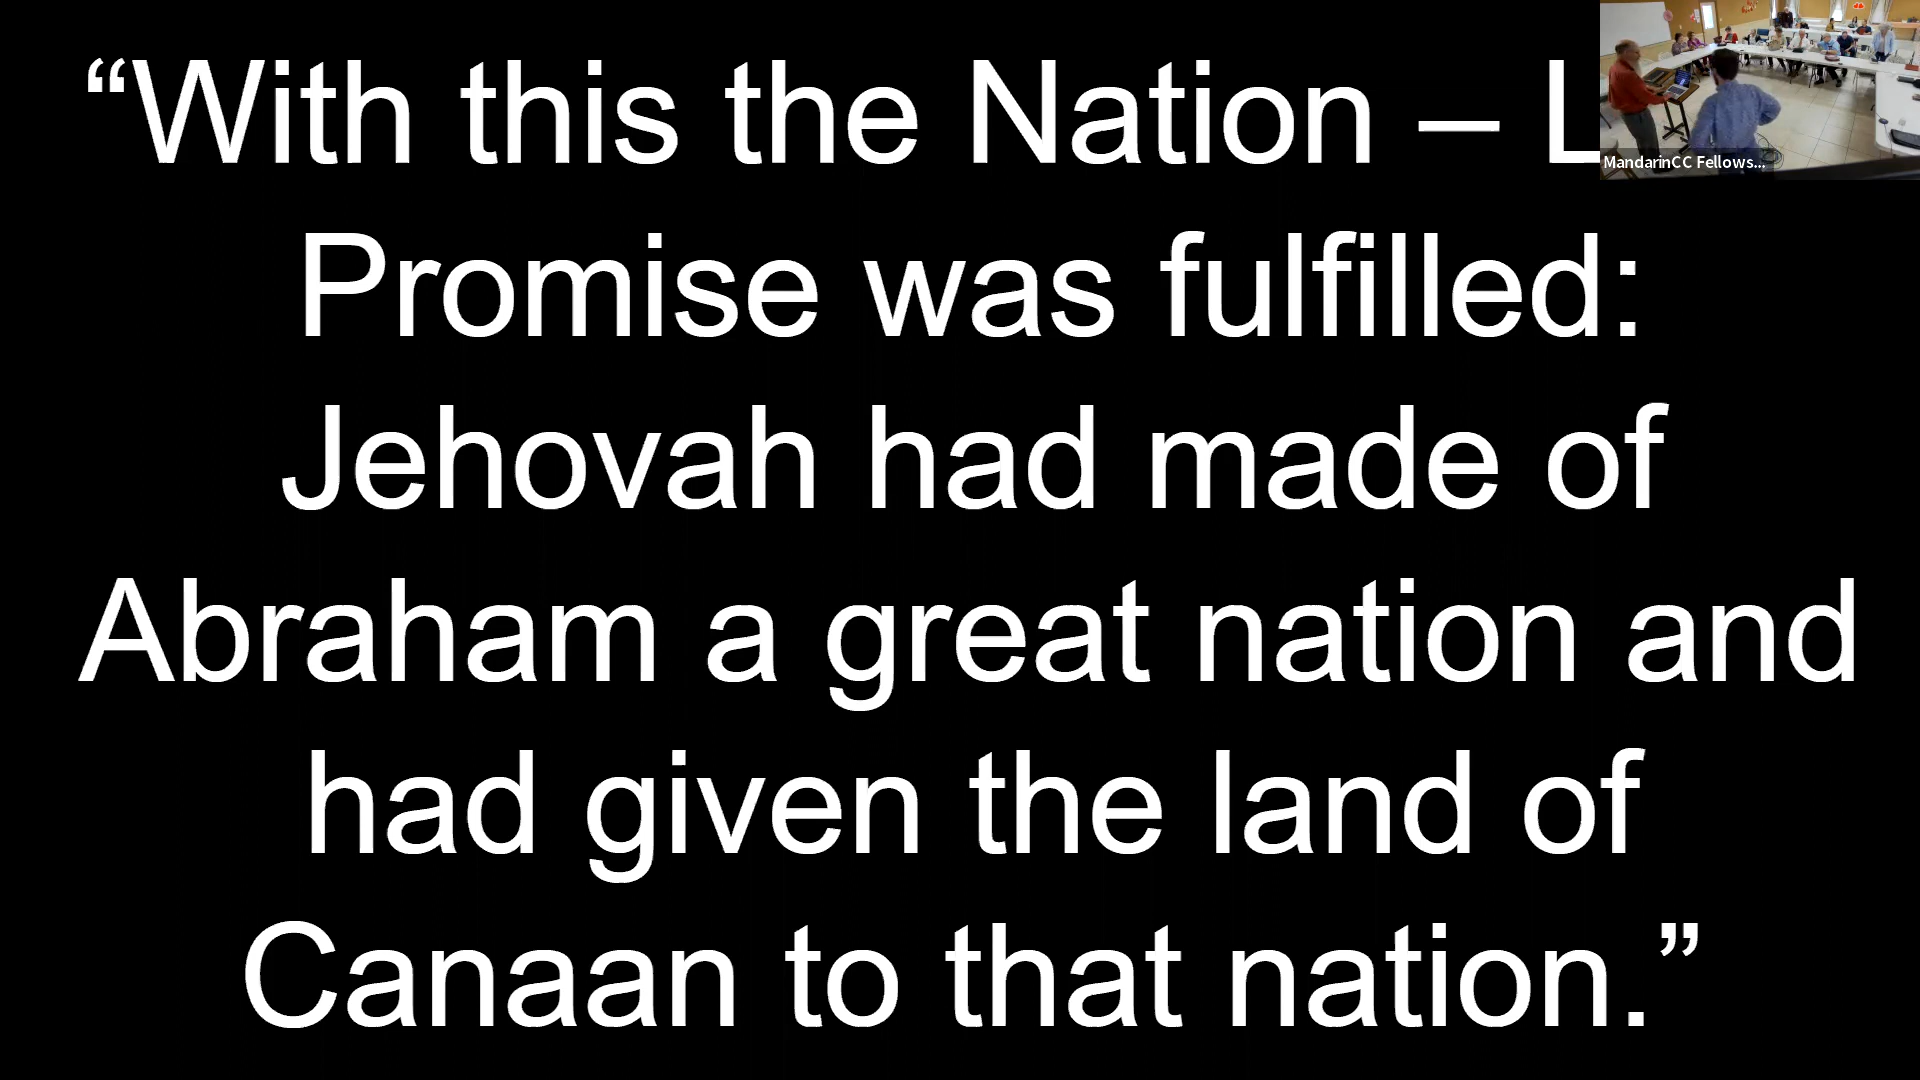 “With this the Nation – L
Promise was fulfilled:
Jehovah had made of
Abraham a great nation and
had given the land of
Canaan to that nation.”
MandarinCC Fellows...